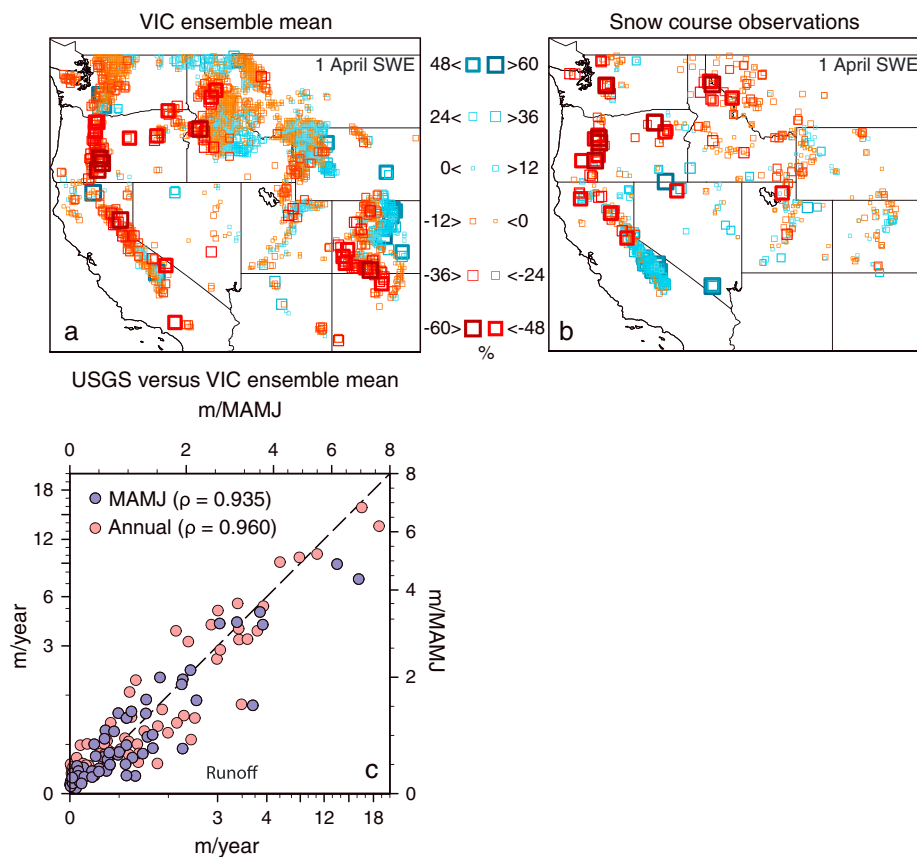 VIC ensemble mean
Snow course observations
1 April SWE
48< >60
24< >36
0< >12
-12> <0
-36> <-24
-60> <-48
%
a
1 April SWE
b
USGS versus VIC ensemble mean
m/MAMJ
0 2 4 6 8
18
12
6
3
0
m/year
MAMJ (ρ = 0.935)
Annual (ρ = 0.960)
Runoff
c
8
6
4
2
0
m/MAMJ
0 3 4 12 18
m/year